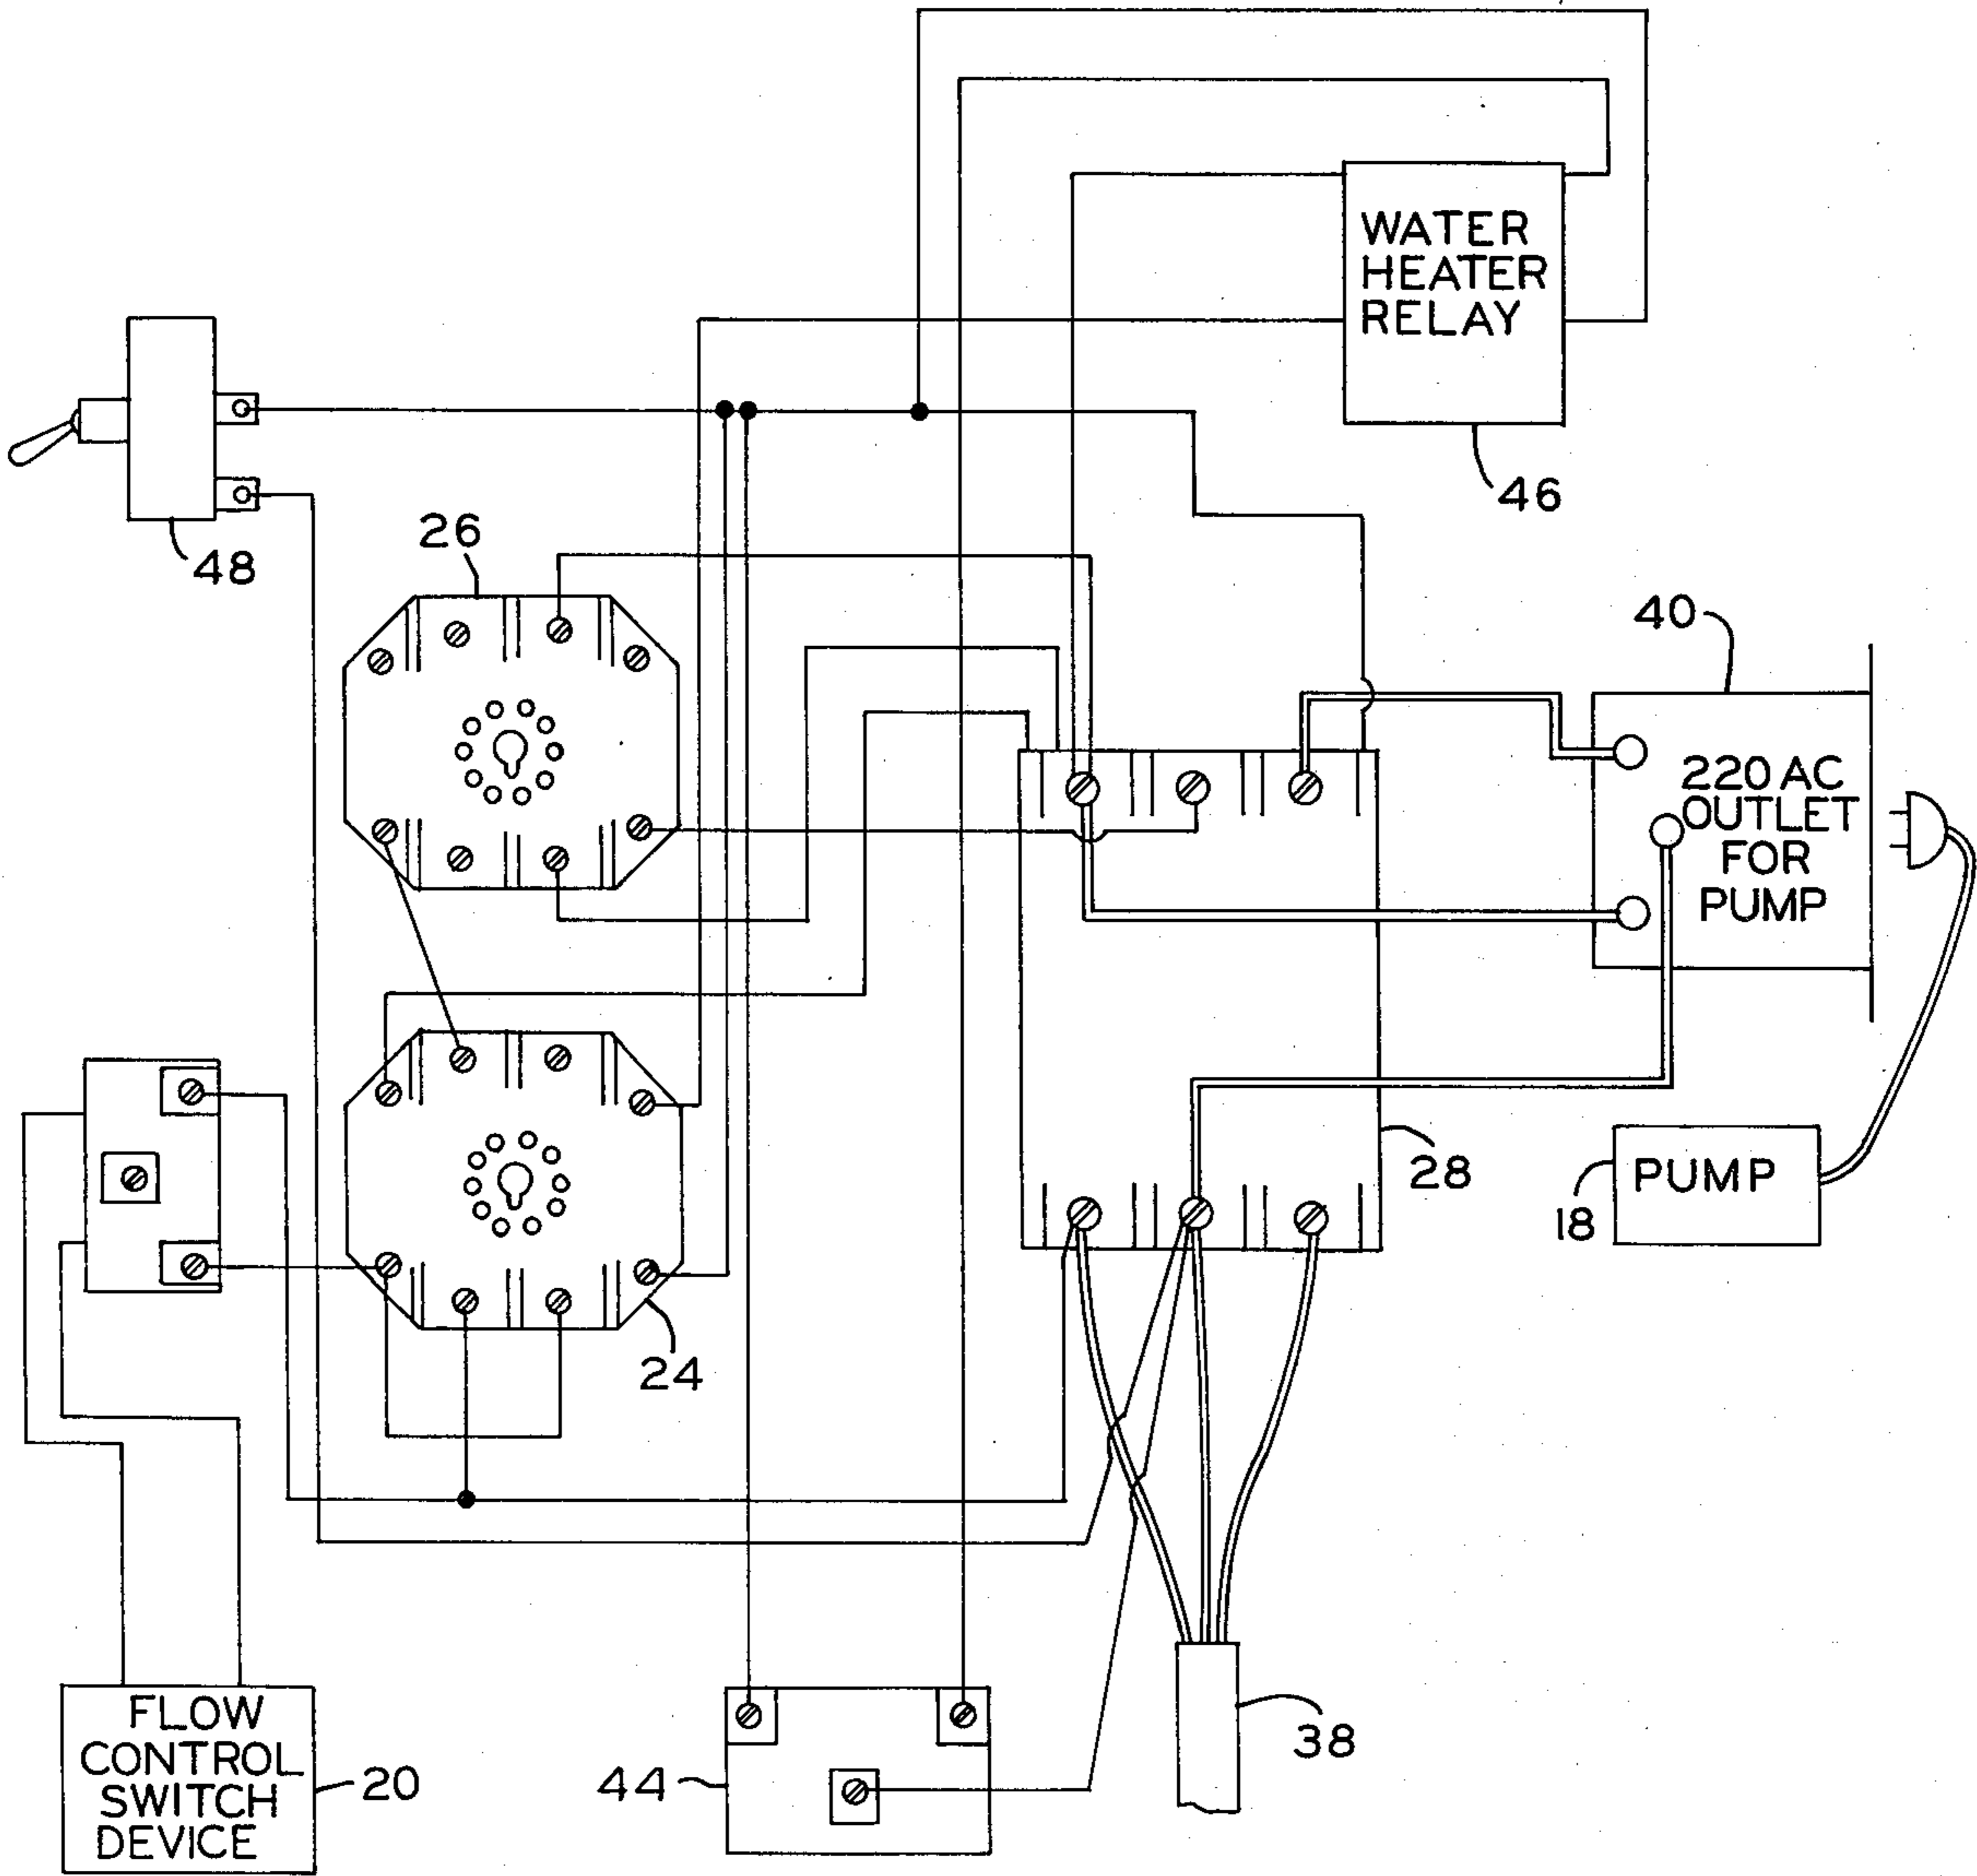 WATER
HEATER
RELAY
46
48
26
40
220 AC
OUTLET
FOR
PUMP
28
PUMP
18
24
FLOW
CONTROL
SWITCH
DEVICE
20
44
38